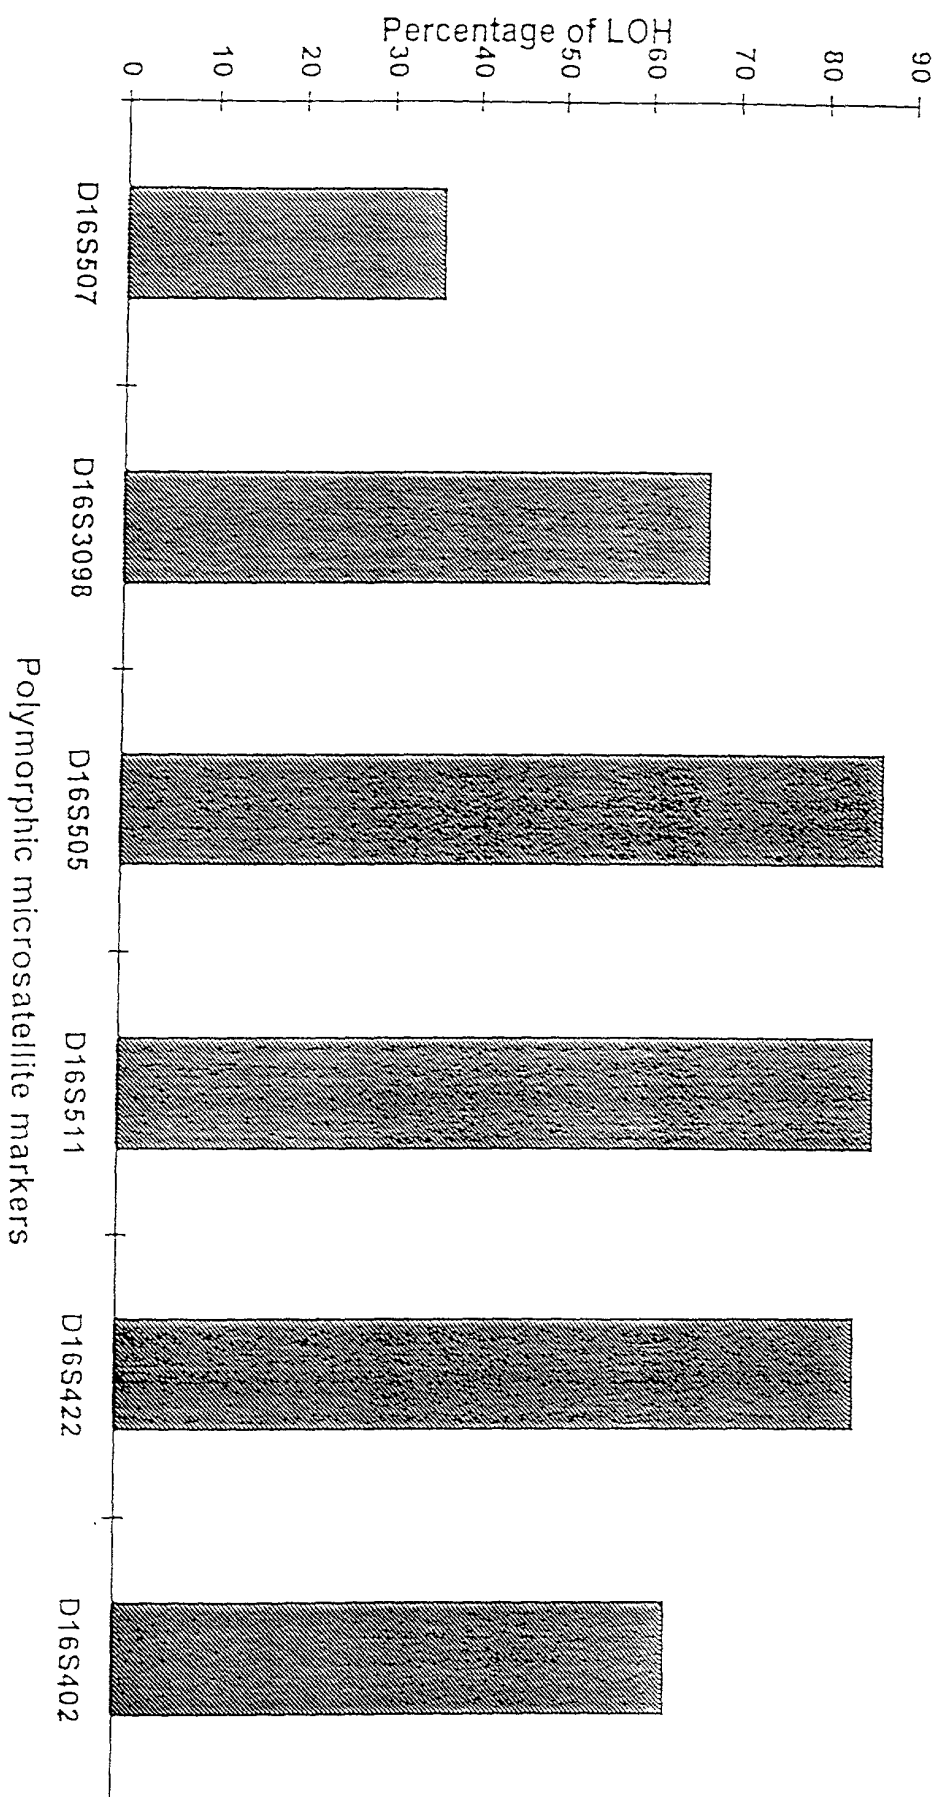 Percentage of LOH
90
80
70
60
50
40
30
20
10
0
D16S507
D16S3098
D16S505
D16S511
D16S422
D16S402
Polymorphic microsatellite markers